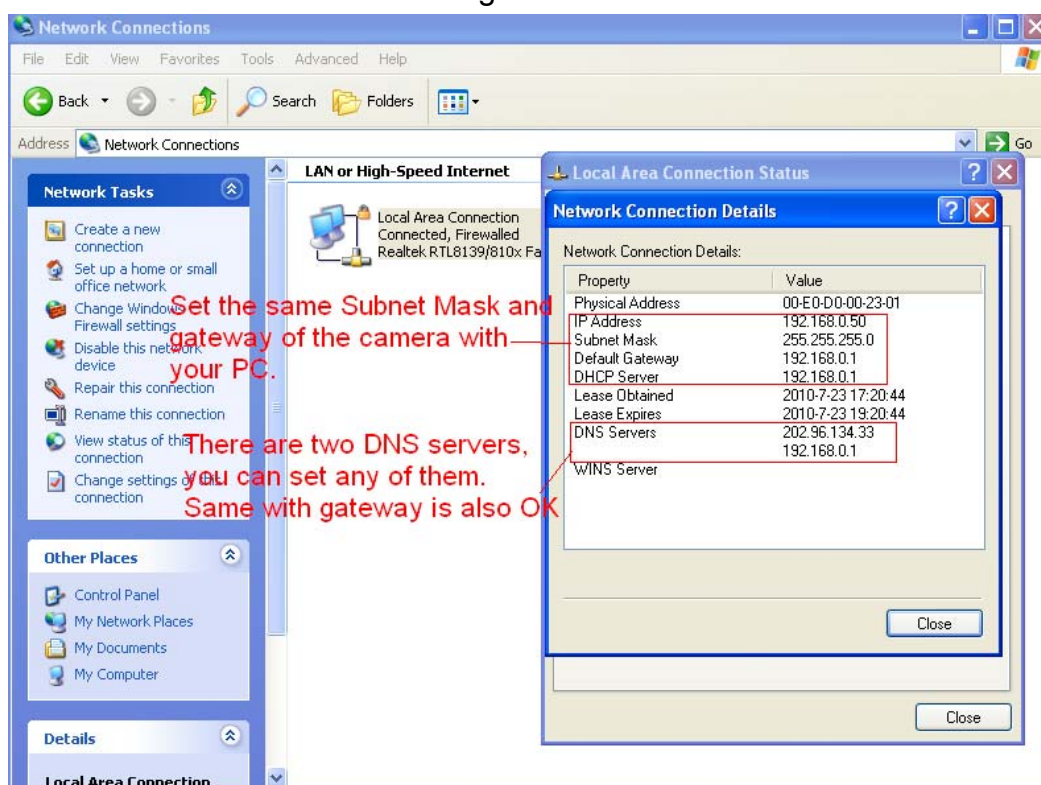 Network Connections
File Edit View Favorites Tools Advanced Help
Back Search Folders
Address Network Connections Go
Network Tasks
Create a new
connection
Set up a home or small
office network
Change Windows
Firewall settings
Disable this network
device
Repair this connection
Rename this connection
View status of this
connection
Change settings of this
connection
Other Places
Control Panel
My Network Places
My Documents
My Computer
Details
Local Area Connection
LAN or High-Speed Internet
Local Area Connection
Connected, Firewalled
Realtek RTL8139/810x Fa
Set the same Subnet Mask and
gateway of the camera with
your PC.
There are two DNS servers,
you can set any of them.
Same with gateway is also OK
Local Area Connection Status
Network Connection Details
Network Connection Details:
Property Value
Physical Address 00-E0-D0-00-23-01
IP Address 192.168.0.50
Subnet Mask 255.255.255.0
Default Gateway 192.168.0.1
DHCP Server 192.168.0.1
Lease Obtained 2010-7-23 17:20:44
Lease Expires 2010-7-23 19:20:44
DNS Servers 202.96.134.33
192.168.0.1
WINS Server
Close
Close